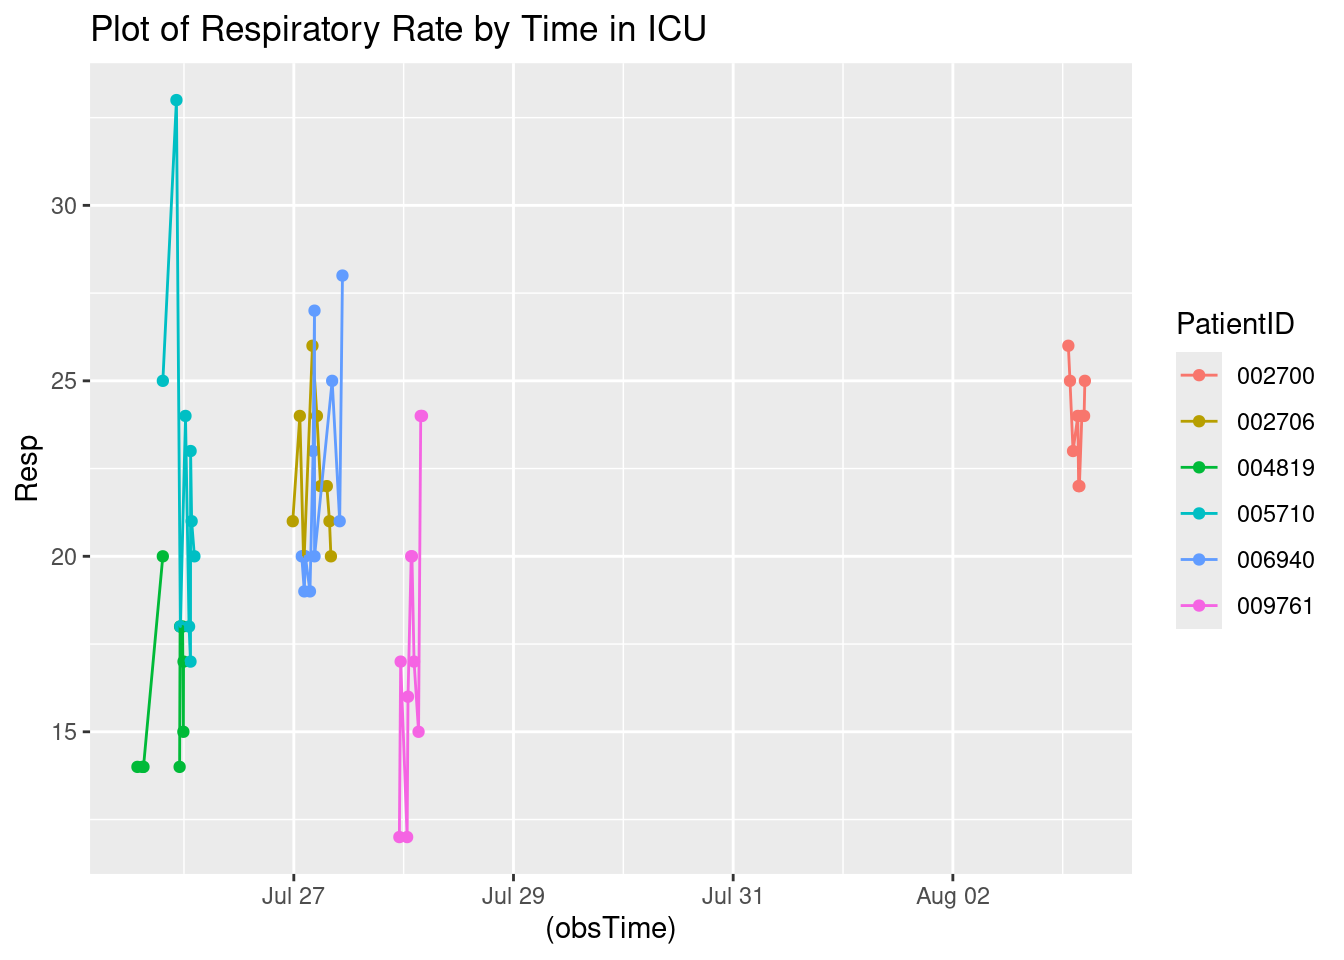 Plot of Respiratory Rate by Time in ICU
30
25
20
15
Resp
Jul 27
Jul 29
Jul 31
Aug 02
(obsTime)
PatientID
002700
002706
004819
005710
006940
009761